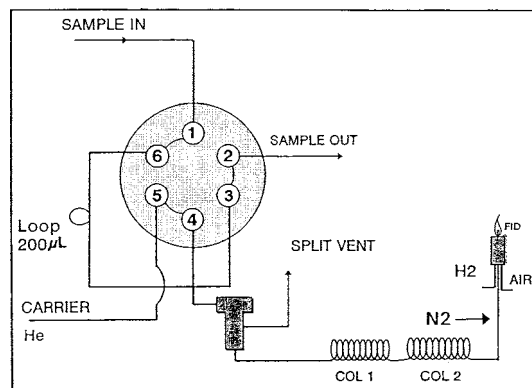 SAMPLE IN
1
6
2
SAMPLE OUT
5
3
4
Loop
200µL
SPLIT VENT
FID
H2
AIR
CARRIER
He
N2
COL 1
COL 2